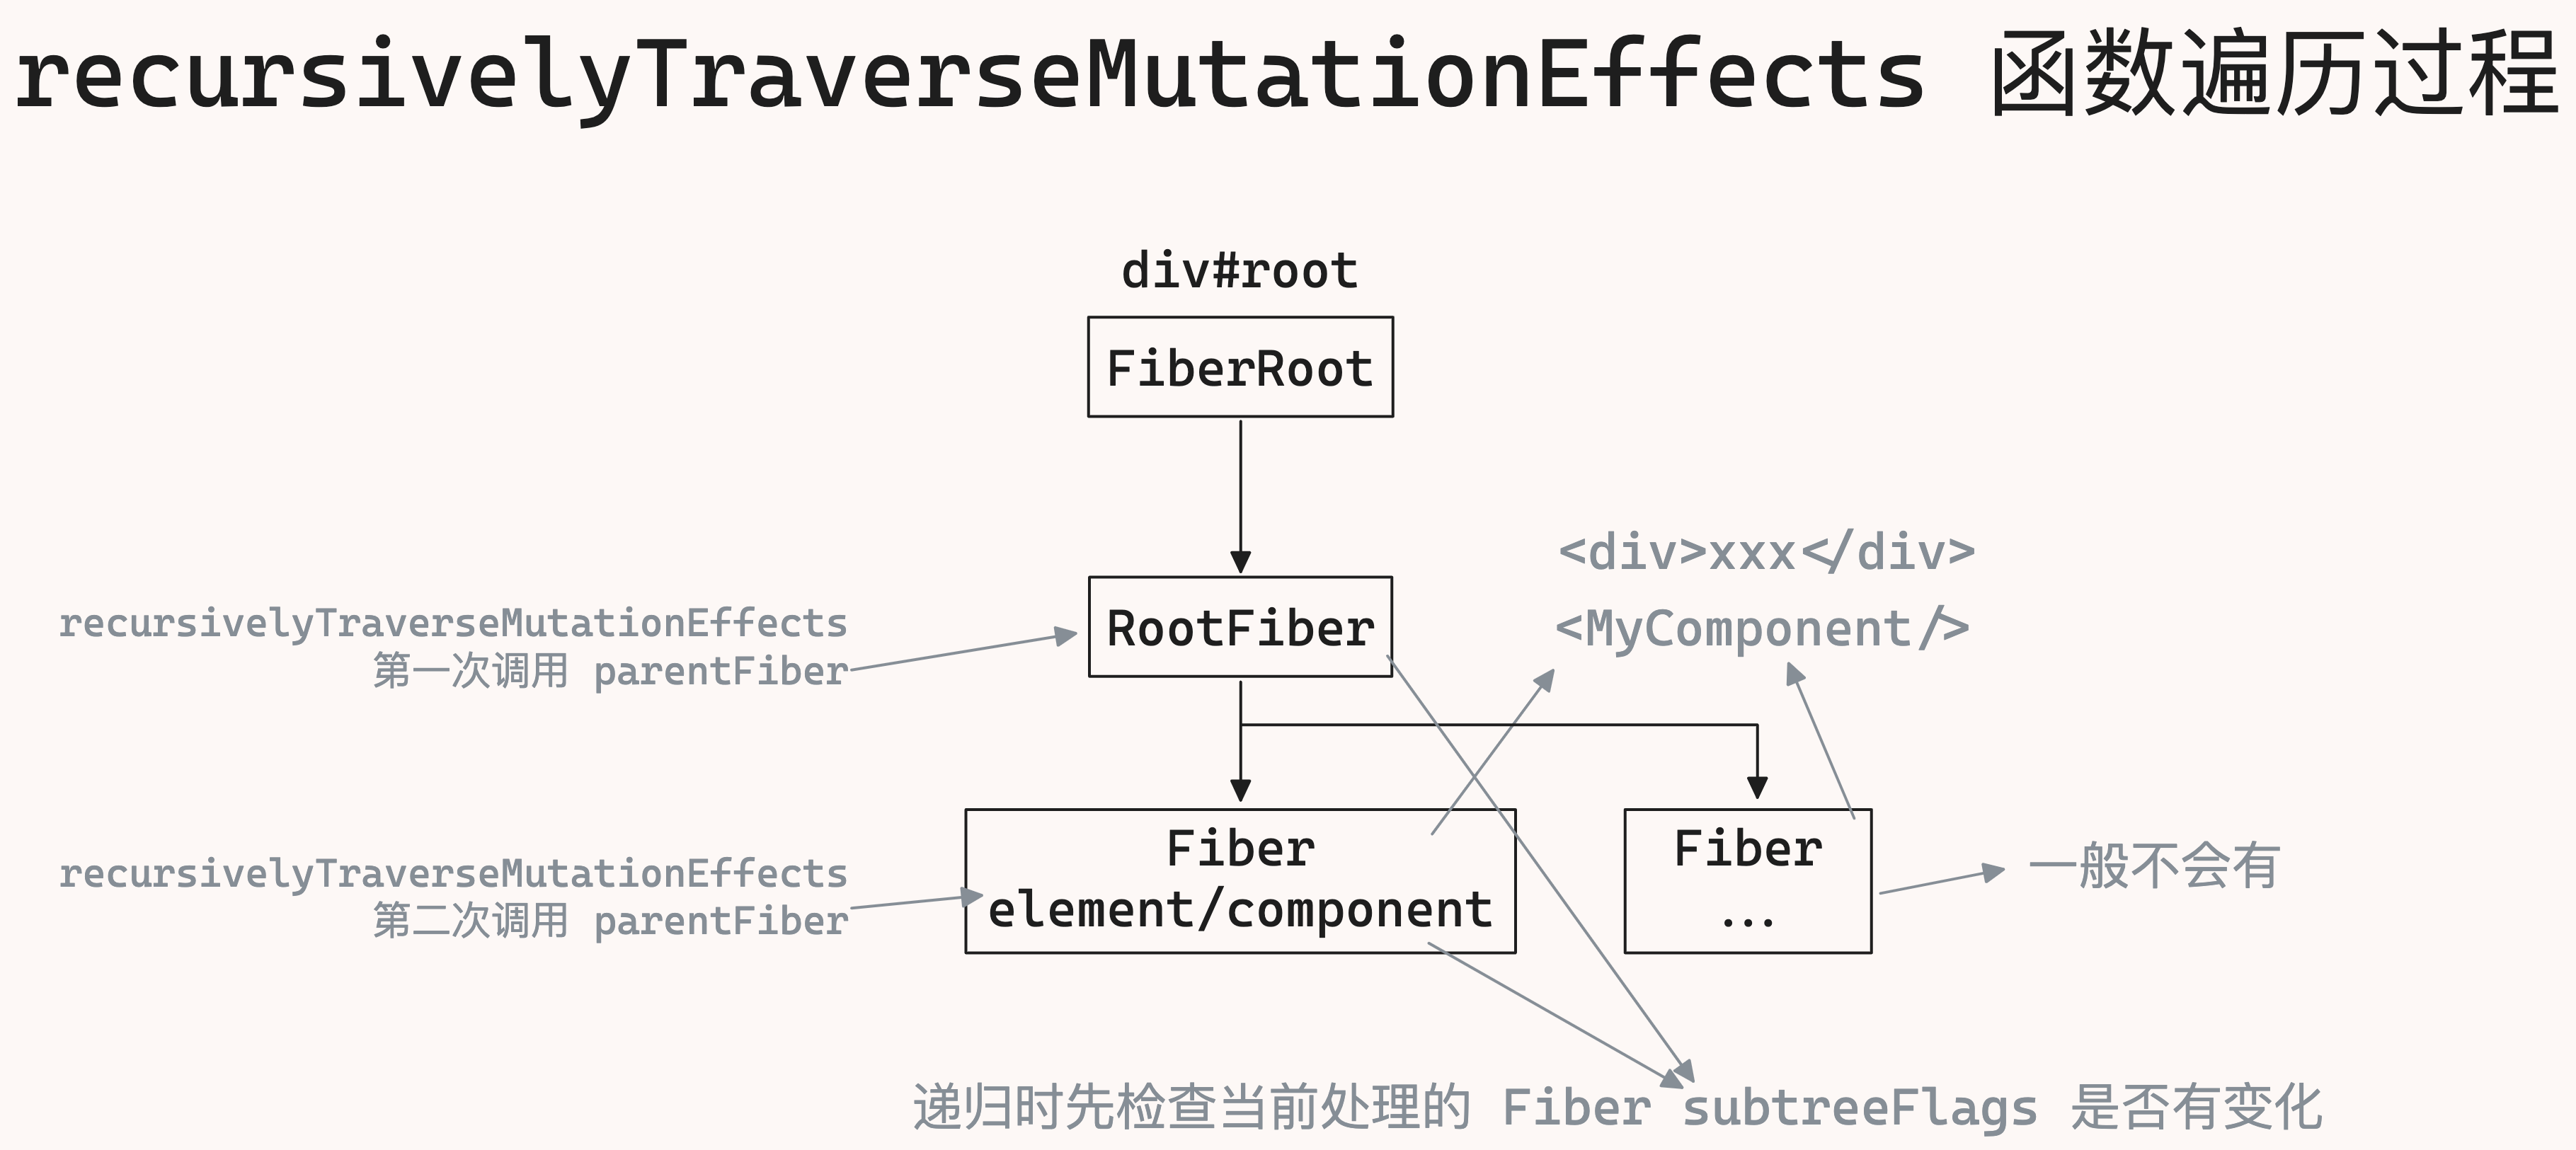 recursivelyTraverseMutationEffects 函数遍历过程
div#root
FiberRoot
<div>xxx</div>
<MyComponent/>
recursivelyTraverseMutationEffects
第一次调用 parentFiber
RootFiber
recursivelyTraverseMutationEffects
第二次调用 parentFiber
Fiber
element/component
Fiber
...
一般不会有
递归时先检查当前处理的 Fiber subtreeFlags 是否有变化